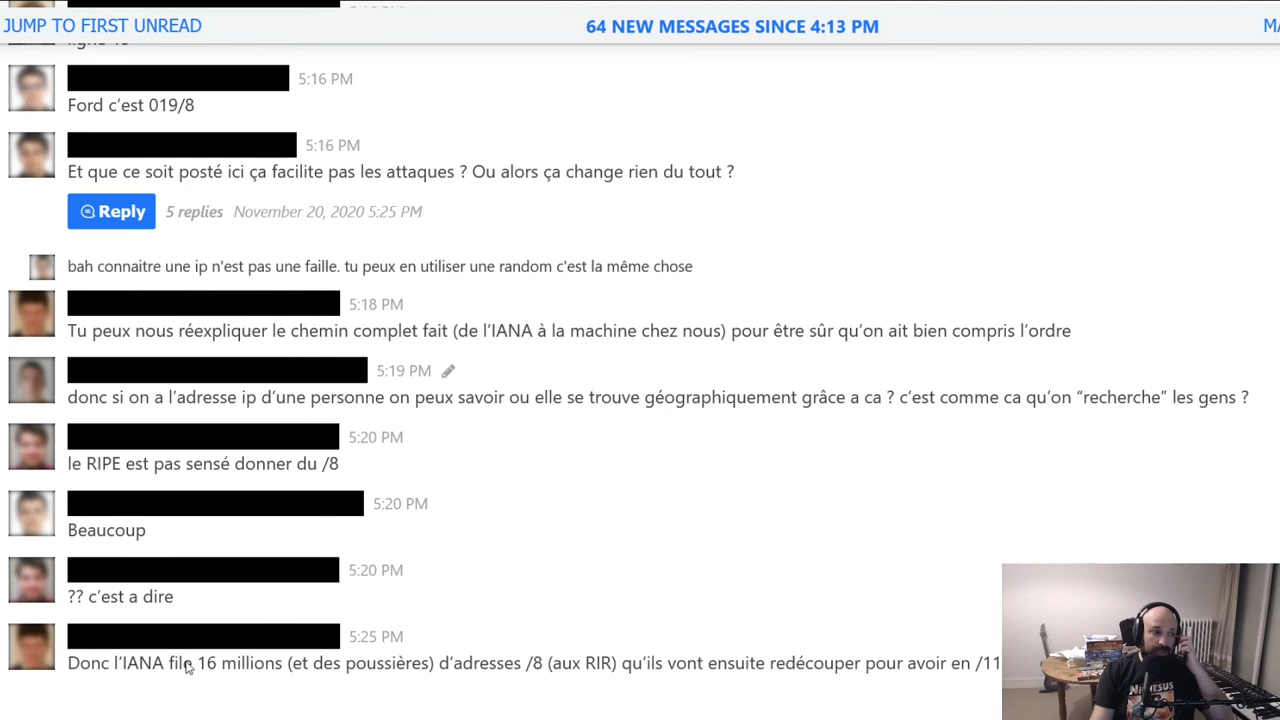 JUMP TO FIRST UNREAD
64 NEW MESSAGES SINCE 4:13 PM
5:16 PM
Ford c’est 019/8
5:16 PM
Et que ce soit posté ici ça facilite pas les attaques ? Ou alors ça change rien du tout ?
Reply 5 replies November 20, 2020 5:25 PM
bah connaitre une ip n'est pas une faille. tu peux en utiliser une random c'est la même chose
5:18 PM
Tu peux nous réexpliquer le chemin complet fait (de l’IANA à la machine chez nous) pour être sûr qu’on ait bien compris l’ordre
5:19 PM
donc si on a l’adresse ip d’une personne on peux savoir ou elle se trouve géographiquement grâce a ca ? c’est comme ca qu’on “recherche” les gens ?
5:20 PM
le RIPE est pas sensé donner du /8
5:20 PM
Beaucoup
5:20 PM
?? c’est a dire
5:25 PM
Donc l’IANA file 16 millions (et des poussières) d’adresses /8 (aux RIR) qu’ils vont ensuite redécouper pour avoir en /11